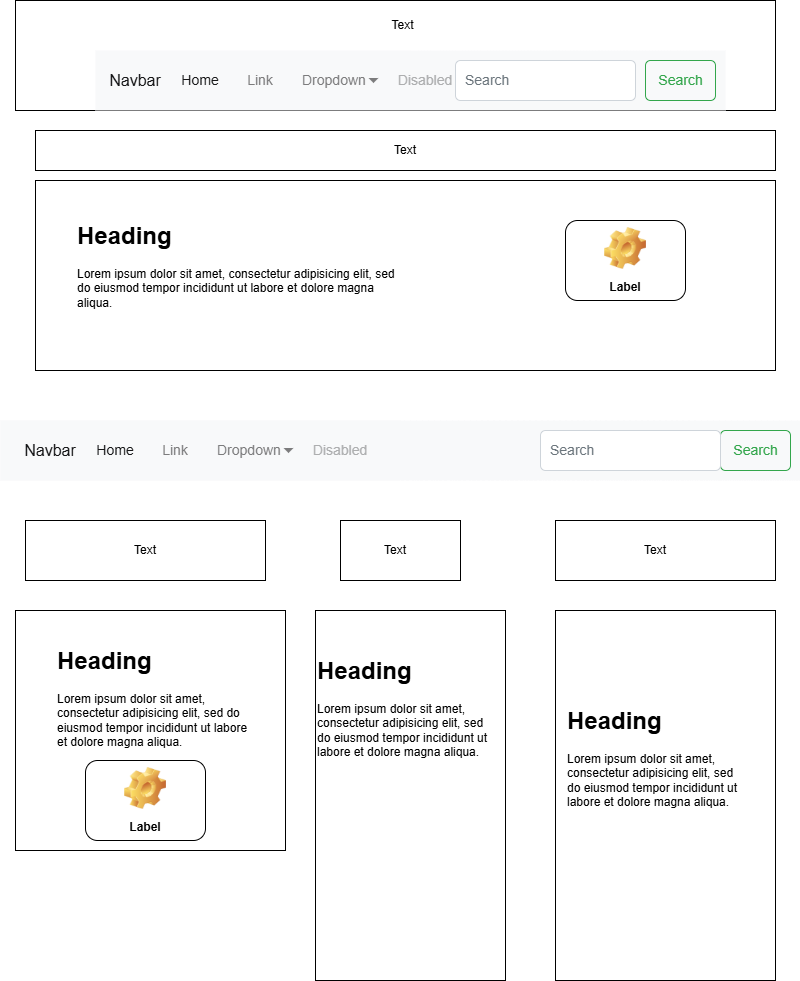 Text
Navbar Home Link Dropdown Disabled Search Search
Text
Heading
Lorem ipsum dolor sit amet, consectetur adipisicing elit, sed
do eiusmod tempor incididunt ut labore et dolore magna
aliqua.
Label
Navbar Home Link Dropdown Disabled Search Search
Text
Text
Text
Heading
Lorem ipsum dolor sit amet,
consectetur adipisicing elit, sed do
eiusmod tempor incididunt ut labore
et dolore magna aliqua.
Label
Heading
Lorem ipsum dolor sit amet,
consectetur adipisicing elit, sed
do eiusmod tempor incididunt ut
labore et dolore magna aliqua.
Heading
Lorem ipsum dolor sit amet,
consectetur adipisicing elit, sed
do eiusmod tempor incididunt ut
labore et dolore magna aliqua.